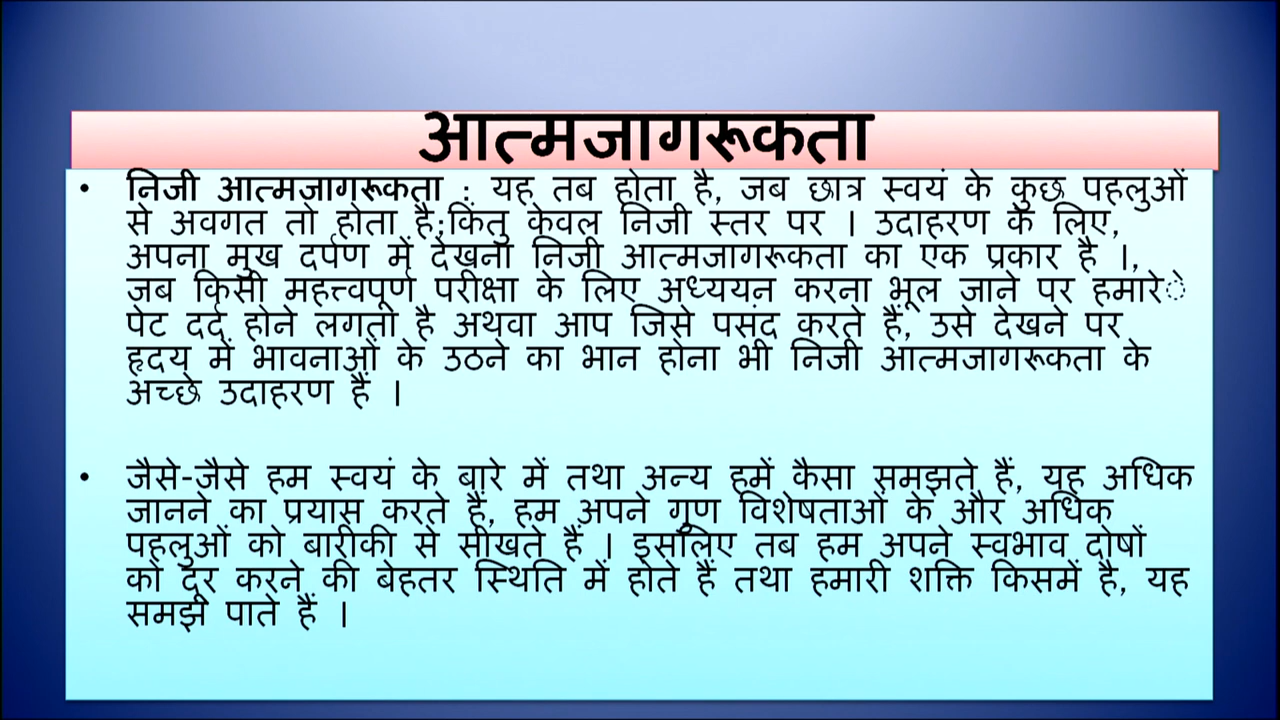 आत्मजागरूकता
• निजी आत्मजागरूकता : यह तब होता है, जब छात्र स्वयं के कुछ पहलुओं
से अवगत तो होता है;किंतु केवल निजी स्तर पर । उदाहरण के लिए,
अपना मुख दर्पण में देखना निजी आत्मजागरूकता का एक प्रकार है ।,
जब किसी महत्त्वपूर्ण परीक्षा के लिए अध्ययन करना भूल जाने पर हमारेे
पेट दर्द होने लगता है अथवा आप जिसे पसंद करते हैं, उसे देखने पर
हृदय में भावनाओं के उठने का भान होना भी निजी आत्मजागरूकता के
अच्छे उदाहरण हैं ।
• जैसे-जैसे हम स्वयं के बारे में तथा अन्य हमें कैसा समझते हैं, यह अधिक
जानने का प्रयास करते हैं, हम अपने गुण विशेषताओं के और अधिक
पहलुओं को बारीकी से सीखते हैं । इसलिए तब हम अपने स्वभाव दोषों
को दूर करने की बेहतर स्थिति में होते हैं तथा हमारी शक्ति किसमें है, यह
समझ पाते हैं ।